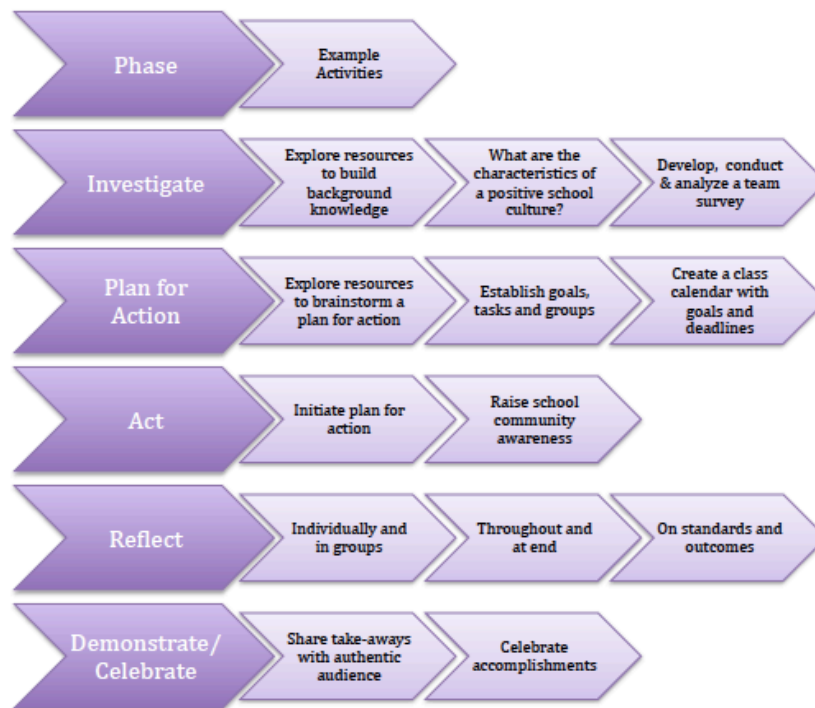 Phase
Example
Activities
Investigate
Explore resources
to build
background
knowledge
What are the
characteristics of
a positive school
culture?
Develop, conduct
& analyze a team
survey
Plan for
Action
Explore resources
to brainstorm a
plan for action
Establish goals,
tasks and groups
Create a class
calendar with
goals and
deadlines
Act
Initiate plan for
action
Raise school
community
awareness
Reflect
Individually and
in groups
Throughout and
at end
On standards and
outcomes
Demonstrate/
Celebrate
Share take-aways
with authentic
audience
Celebrate
accomplishments